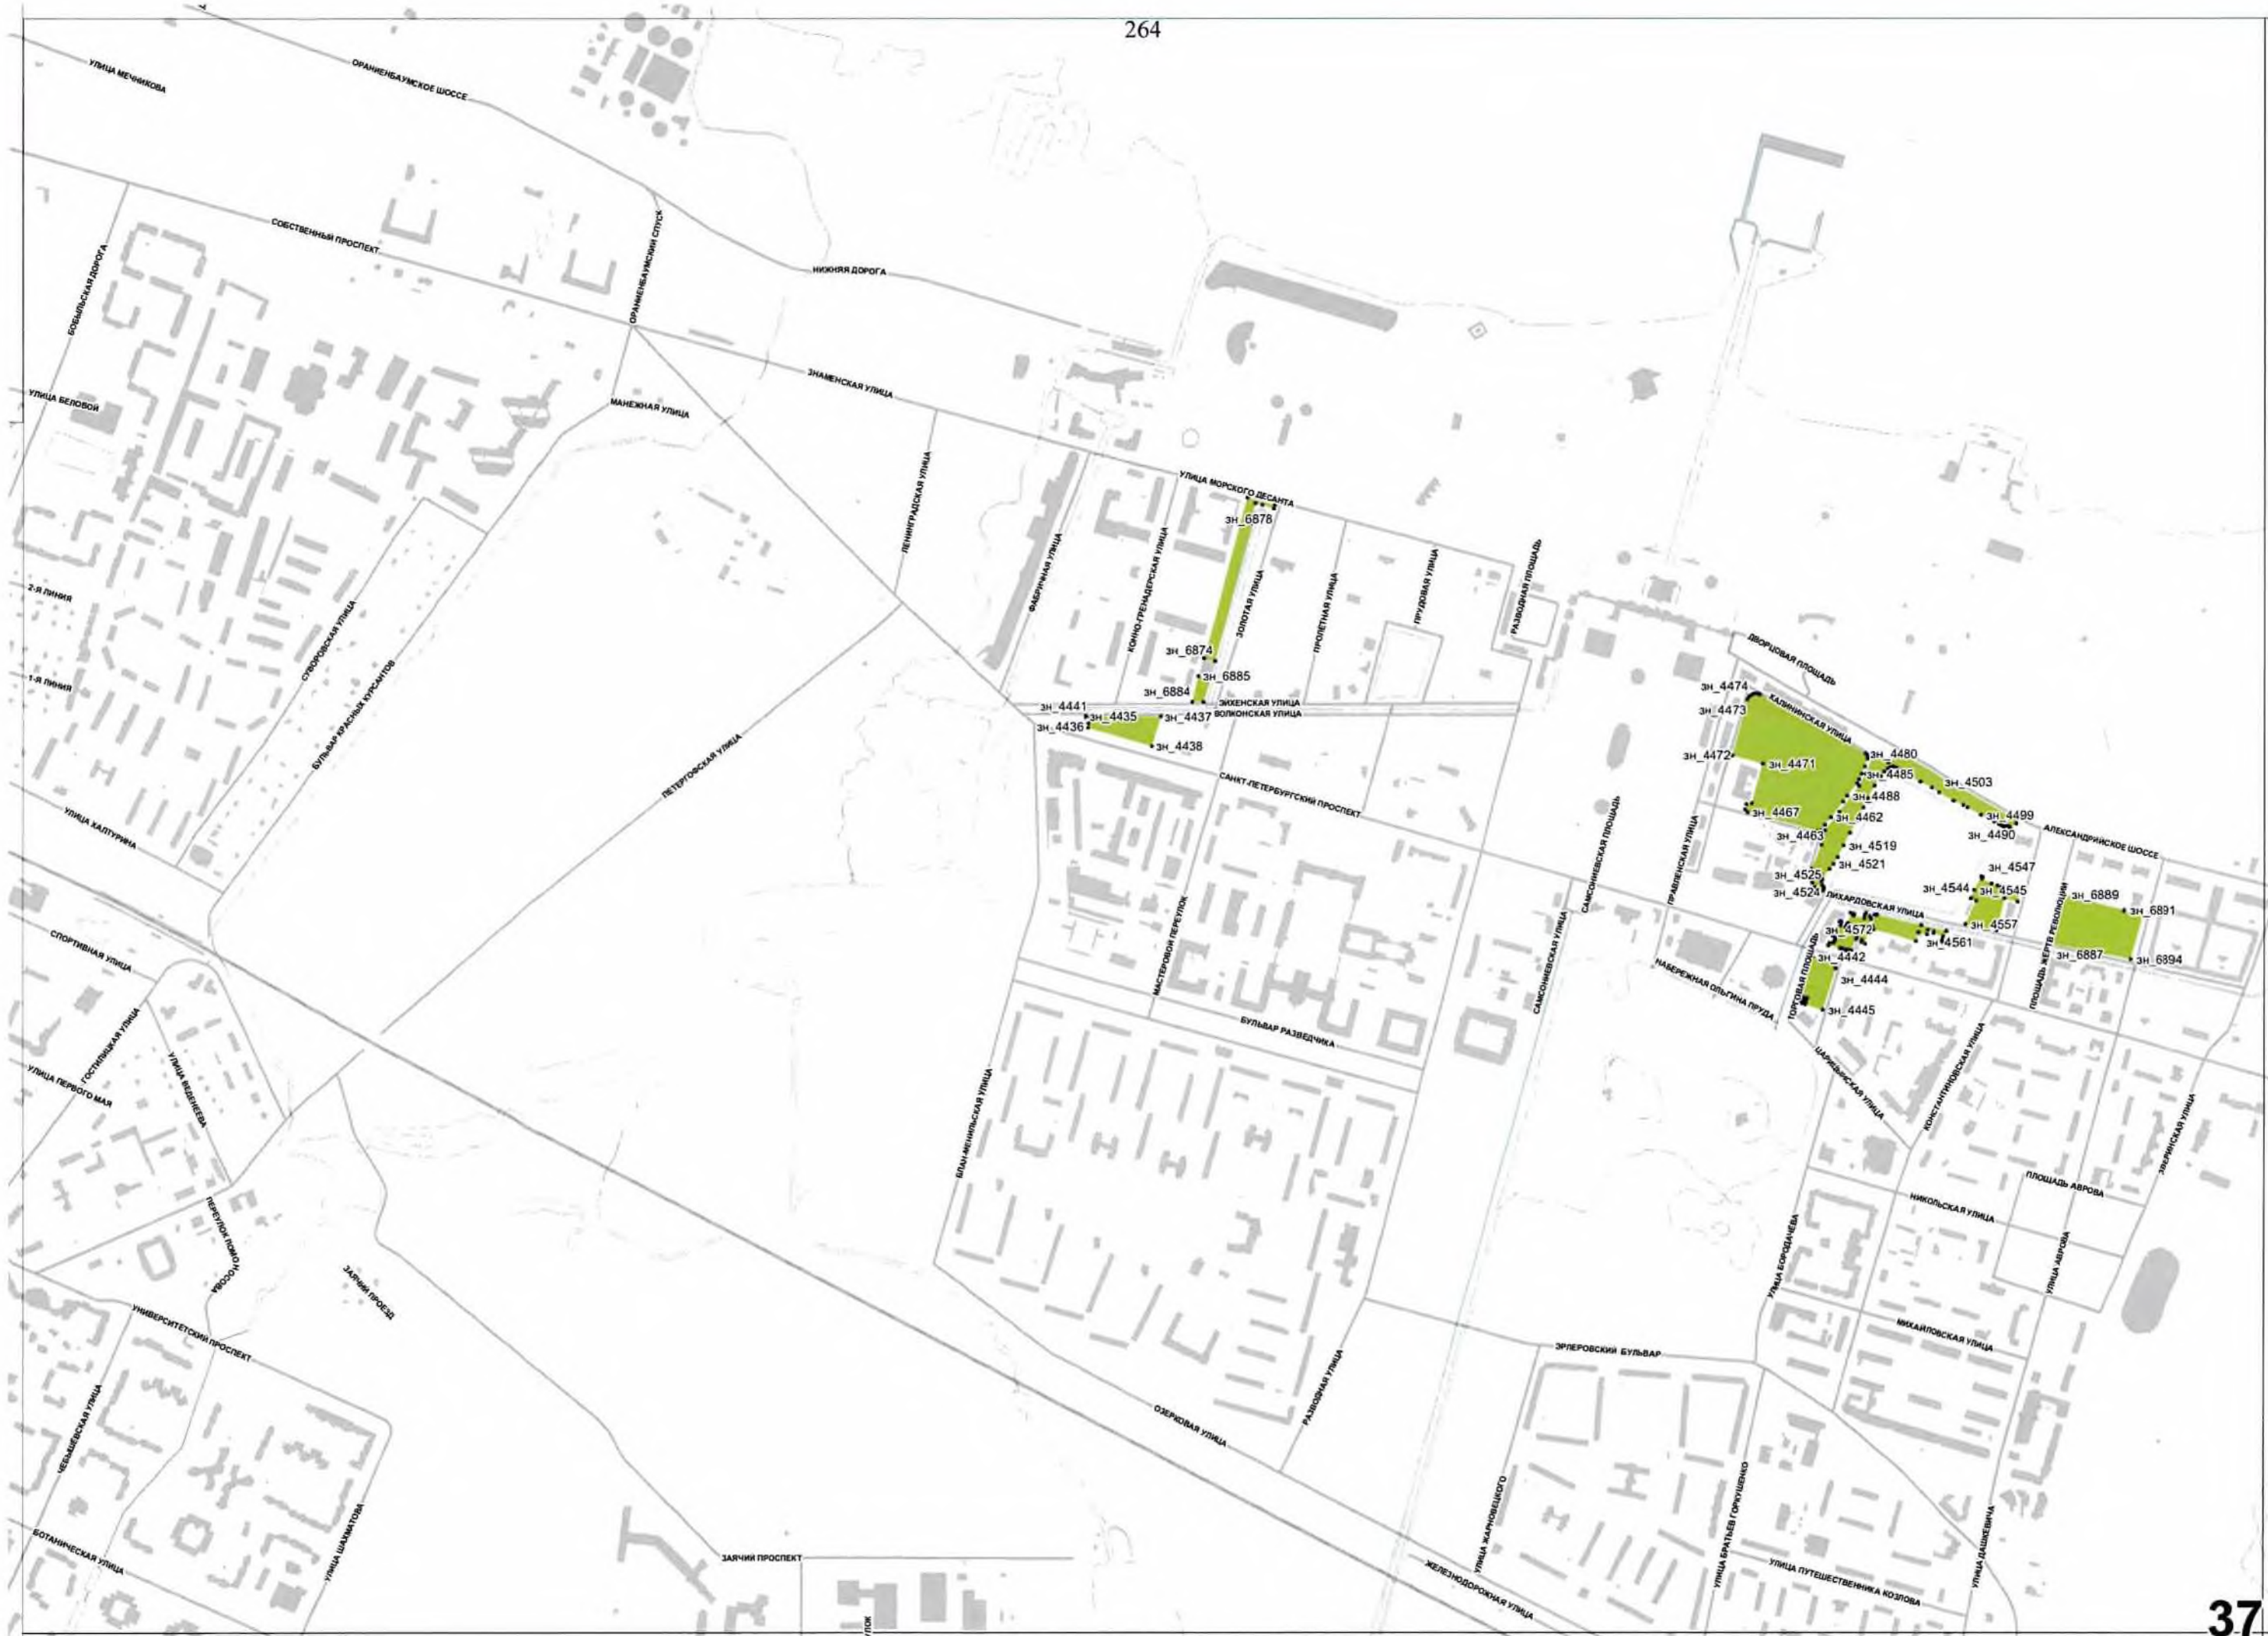 264
УЛИЦА МЕЧНИКОВА
ОРАНИЕНБАУМСКОЕ ШОССЕ
СОБСТВЕННЫЙ ПРОСПЕКТ
ОРАНИЕНБАУМСКИЙ СПУСК
БОБЫЛЬСКАЯ ДОРОГА
НИЖНЯЯ ДОРОГА
ЗНАМЕНСКАЯ УЛИЦА
УЛИЦА БЕЛОВОЙ
МАНЕЖНАЯ УЛИЦА
ЛЕНИНГРАДСКАЯ УЛИЦА
УЛИЦА МОРСКОГО ДЕСАНТА
зн_6878
ФАБРИЧНАЯ УЛИЦА
КОННО-ГРЕНАДЕРСКАЯ УЛИЦА
ЗОЛОТАЯ УЛИЦА
ПРОЛЁТНАЯ УЛИЦА
ПРУДОВАЯ УЛИЦА
РАЗВОДНАЯ ПЛОЩАДЬ
2-Я ЛИНИЯ
1-Я ЛИНИЯ
СУВОРОВСКАЯ УЛИЦА
БУЛЬВАР КРАСНЫХ КУРСАНТОВ
ПЕТЕРГОФСКАЯ УЛИЦА
зн_6874
зн_6885
зн_6884
ЭЙХЕНСКАЯ УЛИЦА
ВОЛКОНСКАЯ УЛИЦА
зн_4441
зн_4435
зн_4437
зн_4436
зн_4438
ДВОРЦОВАЯ ПЛОЩАДЬ
КАЛИНИНСКАЯ УЛИЦА
зн_4474
зн_4473
зн_4472
зн_4471
зн_4480
зн_4485
зн_4503
зн_4488
зн_4467
зн_4462
зн_4463
зн_4499
зн_4490
зн_4519
зн_4521
зн_4525
зн_4524
зн_4547
зн_4544
зн_4545
зн_4557
зн_6889
зн_6891
зн_6887
зн_6894
зн_4572
зн_4561
зн_4442
зн_4444
зн_4445
АЛЕКСАНДРИЙСКОЕ ШОССЕ
ЛИХАРДОВСКАЯ УЛИЦА
ПЛОЩАДЬ ЖЕРТВ РЕВОЛЮЦИИ
САНКТ-ПЕТЕРБУРГСКИЙ ПРОСПЕКТ
САМСОНИЕВСКАЯ ПЛОЩАДЬ
ПРАВЛЕНСКАЯ УЛИЦА
УЛИЦА ХАЛТУРИНА
СПОРТИВНАЯ УЛИЦА
МАСТЕРОВОЙ ПЕРЕУЛОК
САМСОНИЕВСКАЯ УЛИЦА
НАБЕРЕЖНАЯ ОЛЬГИНА ПРУДА
ТОРГОВАЯ ПЛОЩАДЬ
БУЛЬВАР РАЗВЕДЧИКА
ГОСТИЛИЦКАЯ УЛИЦА
УЛИЦА ПЕРВОГО МАЯ
УЛИЦА ВЕДЕНЕЕВА
ЦАРИЦЫНСКАЯ УЛИЦА
КОНСТАНТИНОВСКАЯ УЛИЦА
БЛАН-МЕНИЛЬСКАЯ УЛИЦА
ЗВЕРИНСКАЯ УЛИЦА
ПЛОЩАДЬ АВРОВА
НИКОЛЬСКАЯ УЛИЦА
ПЕРЕУЛОК ЛОМОНОСОВА
ЗАЯЧИЙ ПРОЕЗД
УЛИЦА БОРОДАЧЁВА
УЛИЦА АВРОВА
УНИВЕРСИТЕТСКИЙ ПРОСПЕКТ
МИХАЙЛОВСКАЯ УЛИЦА
ЭРЛЕРОВСКИЙ БУЛЬВАР
ЧЕБЫШЁВСКАЯ УЛИЦА
ОЗЕРКОВАЯ УЛИЦА
РАЗВОДНАЯ УЛИЦА
УЛИЦА ШАХМАТОВА
БОТАНИЧЕСКАЯ УЛИЦА
ЗАЯЧИЙ ПРОСПЕКТ
УЛИЦА ЖАРНОВЕЦКОГО
УЛИЦА БРАТЬЕВ ГОРКУШЕНКО
УЛИЦА ДАШКЕВИЧА
УЛИЦА ПУТЕШЕСТВЕННИКА КОЗЛОВА
ЖЕЛЕЗНОДОРОЖНАЯ УЛИЦА
37